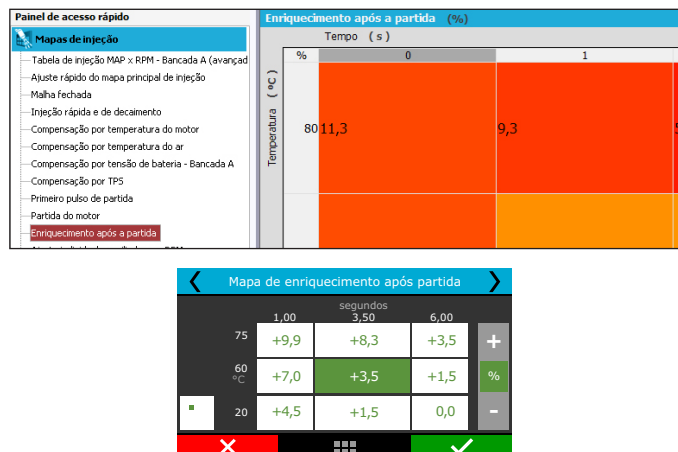 Painel de acesso rápido
Mapas de injeção
Tabela de injeção MAP x RPM - Bancada A (avançad
Ajuste rápido do mapa principal de injeção
Malha fechada
Injeção rápida e de decaimento
Compensação por temperatura do motor
Compensação por temperatura do ar
Compensação por tensão de bateria - Bancada A
Compensação por TPS
Primeiro pulso de partida
Partida do motor
Enriquecimento após a partida
Enriquecimento após a partida (%)
Tempo (s)
% 0 1
Temperatura (ºC)
80 11,3 9,3
Mapa de enriquecimento após partida
segundos
1,00 3,50 6,00
75 +9,9 +8,3 +3,5 +
60 °C +7,0 +3,5 +1,5 %
20 +4,5 +1,5 0,0 -